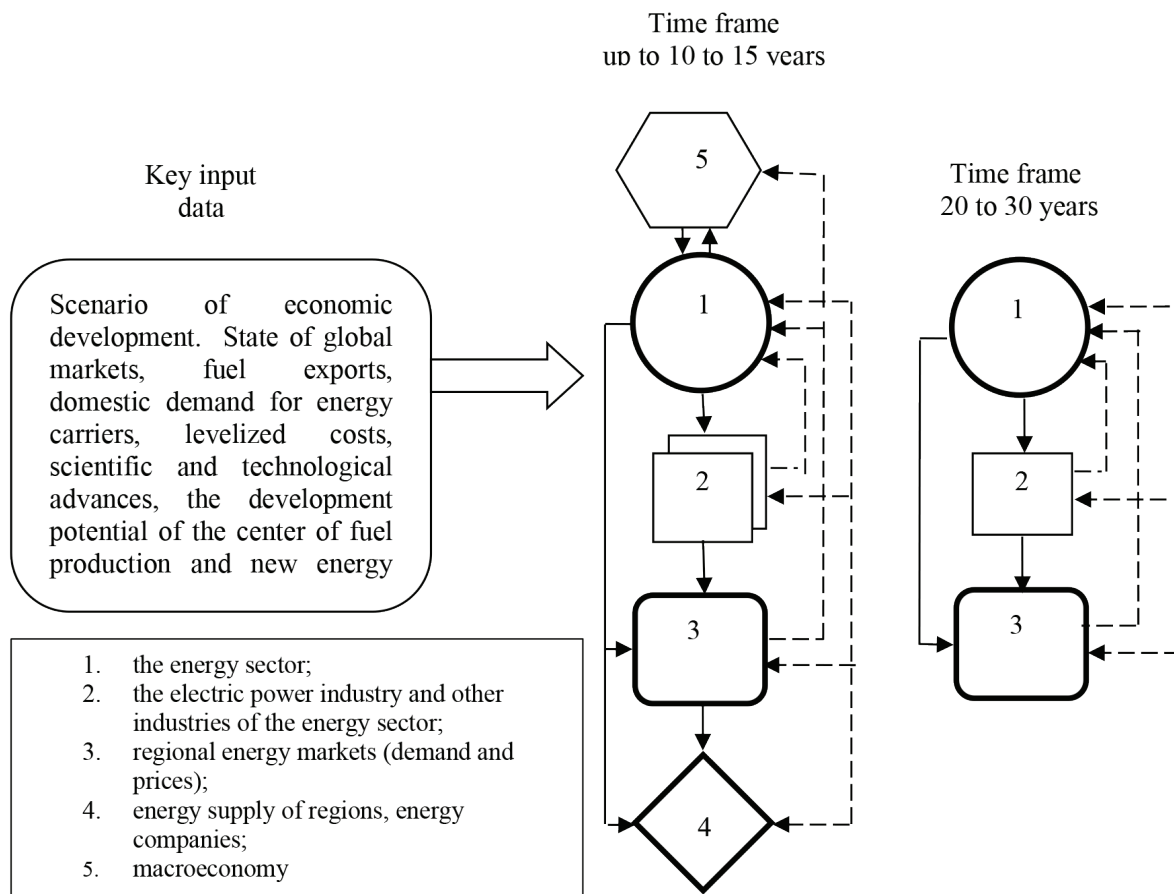 Time frame
up to 10 to 15 years
Key input
data
Time frame
20 to 30 years
Scenario of economic
development. State of global
markets, fuel exports,
domestic demand for energy
carriers, levelized costs,
scientific and technological
advances, the development
potential of the center of fuel
production and new energy
5
1
2
3
4
1
2
3
1. the energy sector;
2. the electric power industry and other
industries of the energy sector;
3. regional energy markets (demand and
prices);
4. energy supply of regions, energy
companies;
5. macroeconomy